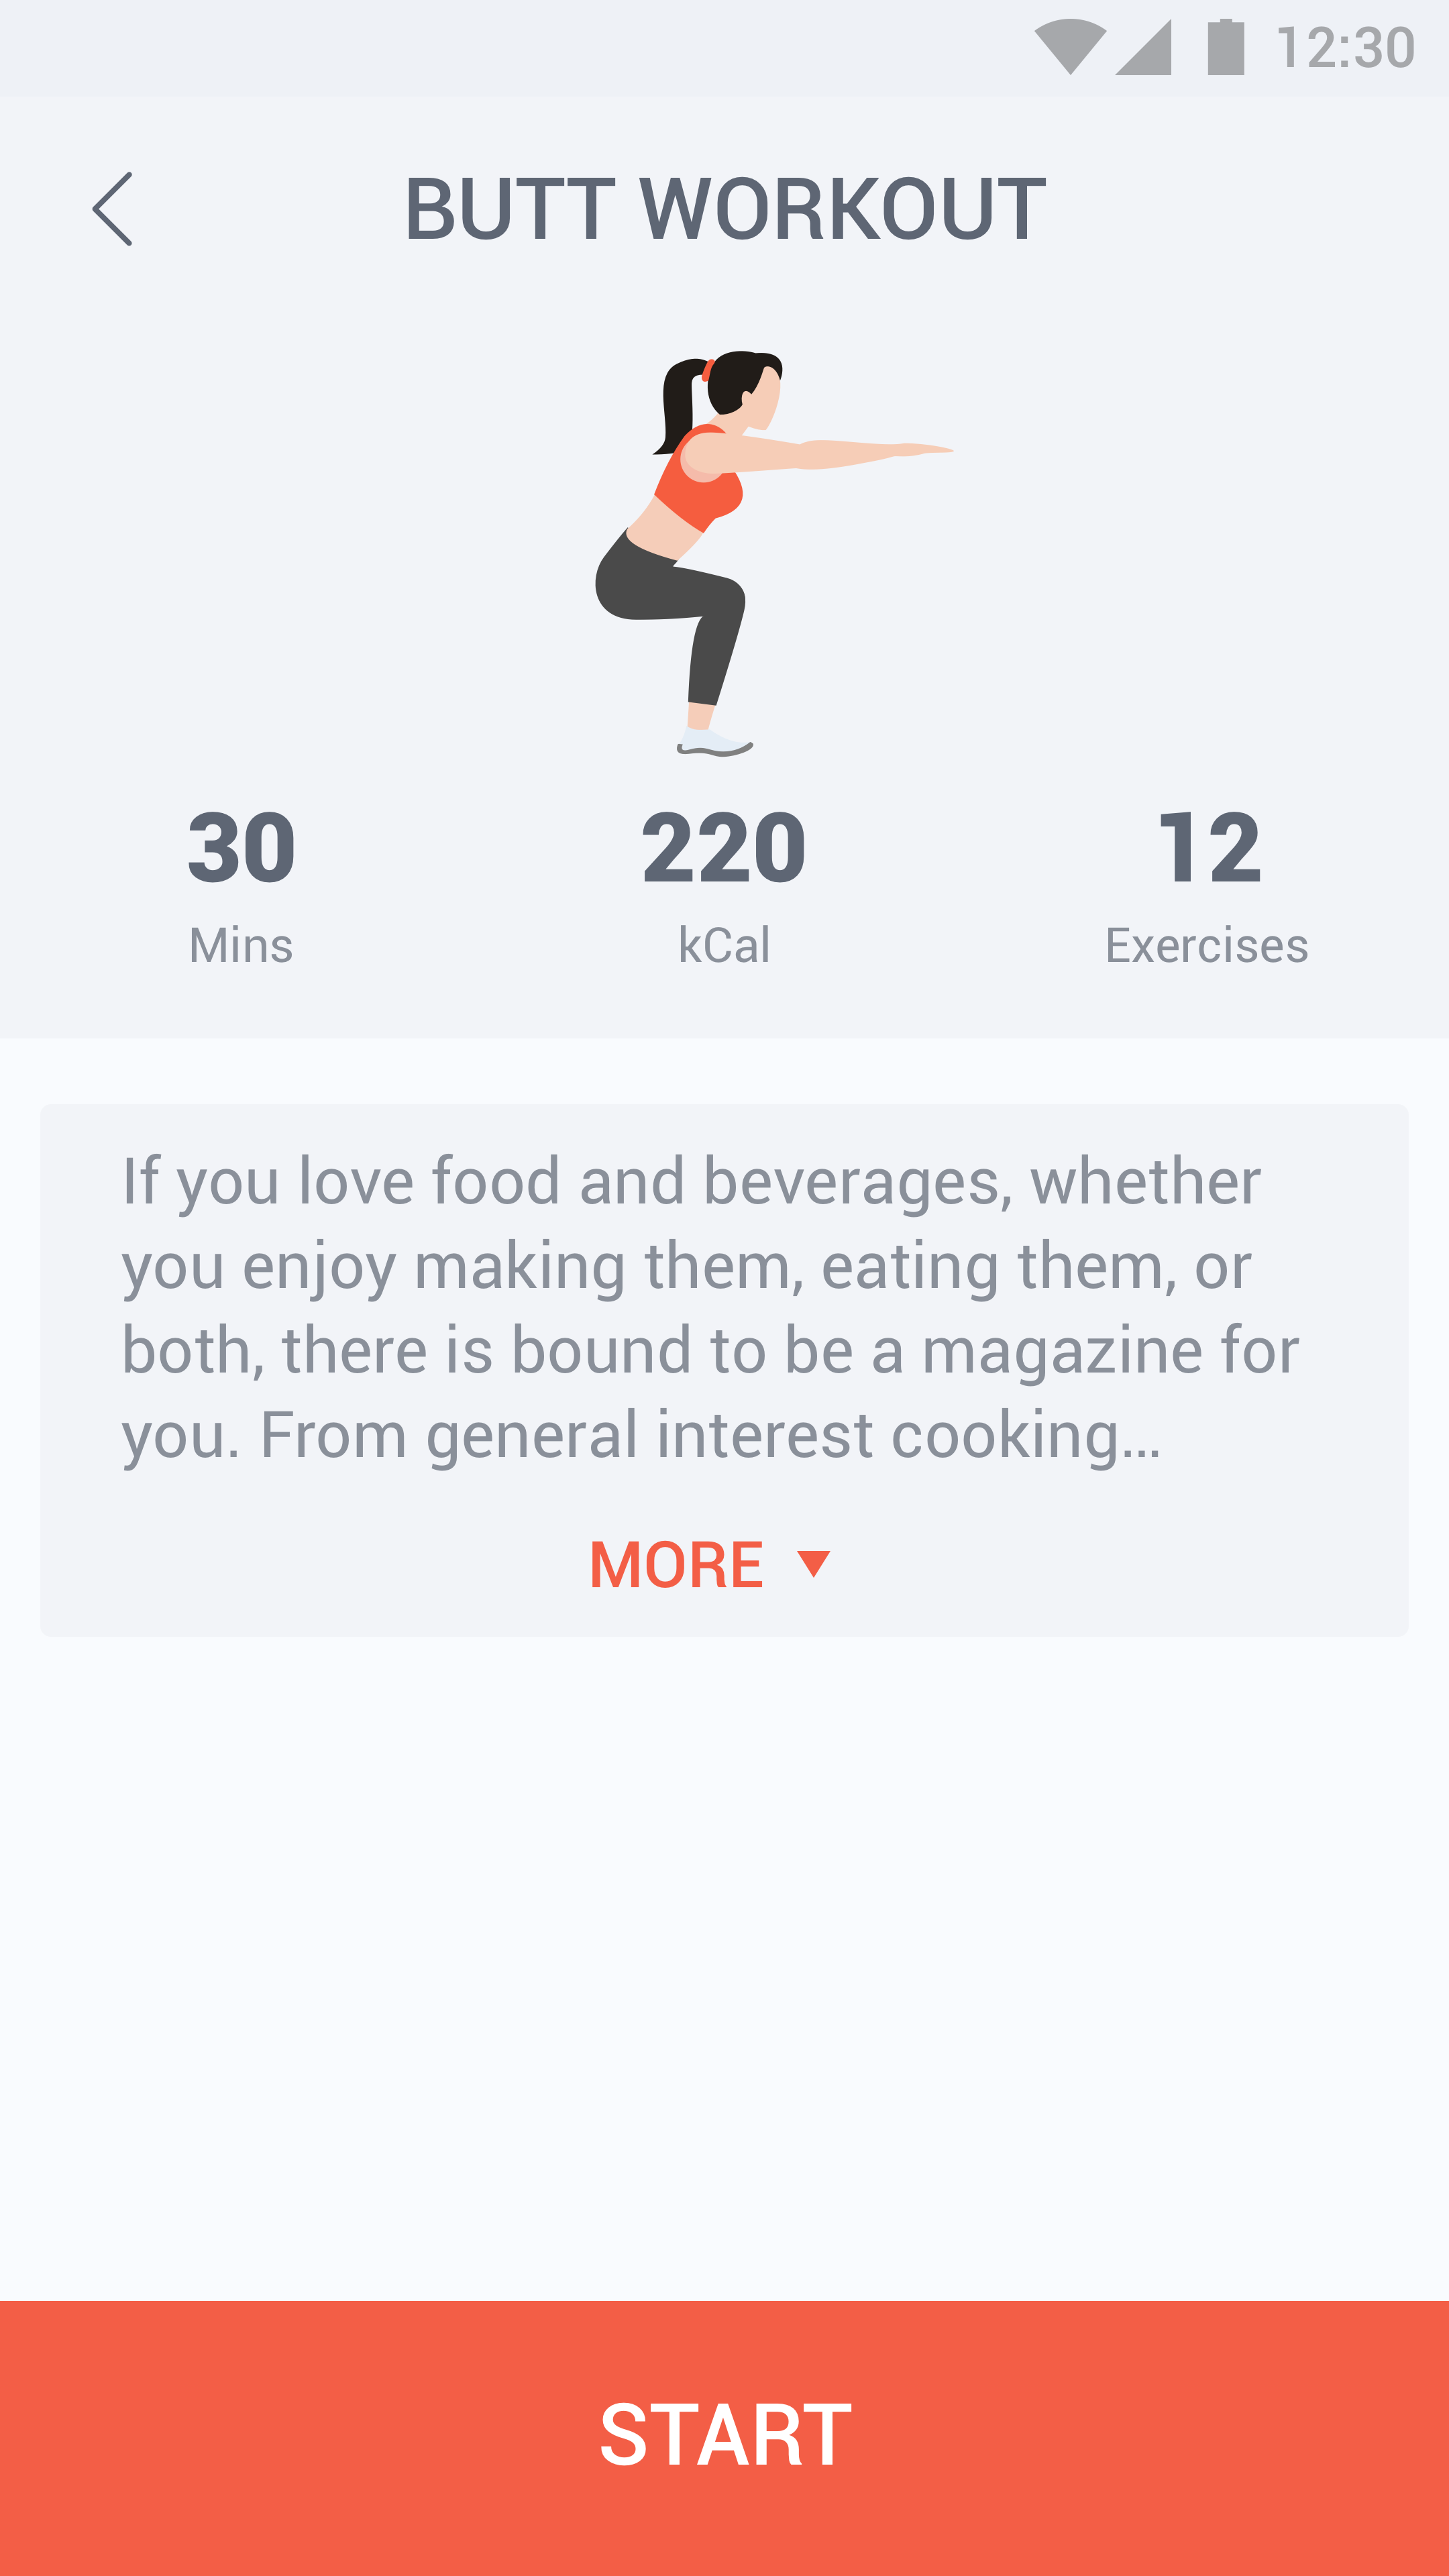 12:30
BUTT WORKOUT
30
220
12
Mins
kCal
Exercises
If you love food and beverages, whether
you enjoy making them, eating them, or
both, there is bound to be a magazine for
you. From general interest cooking...
MORE
START